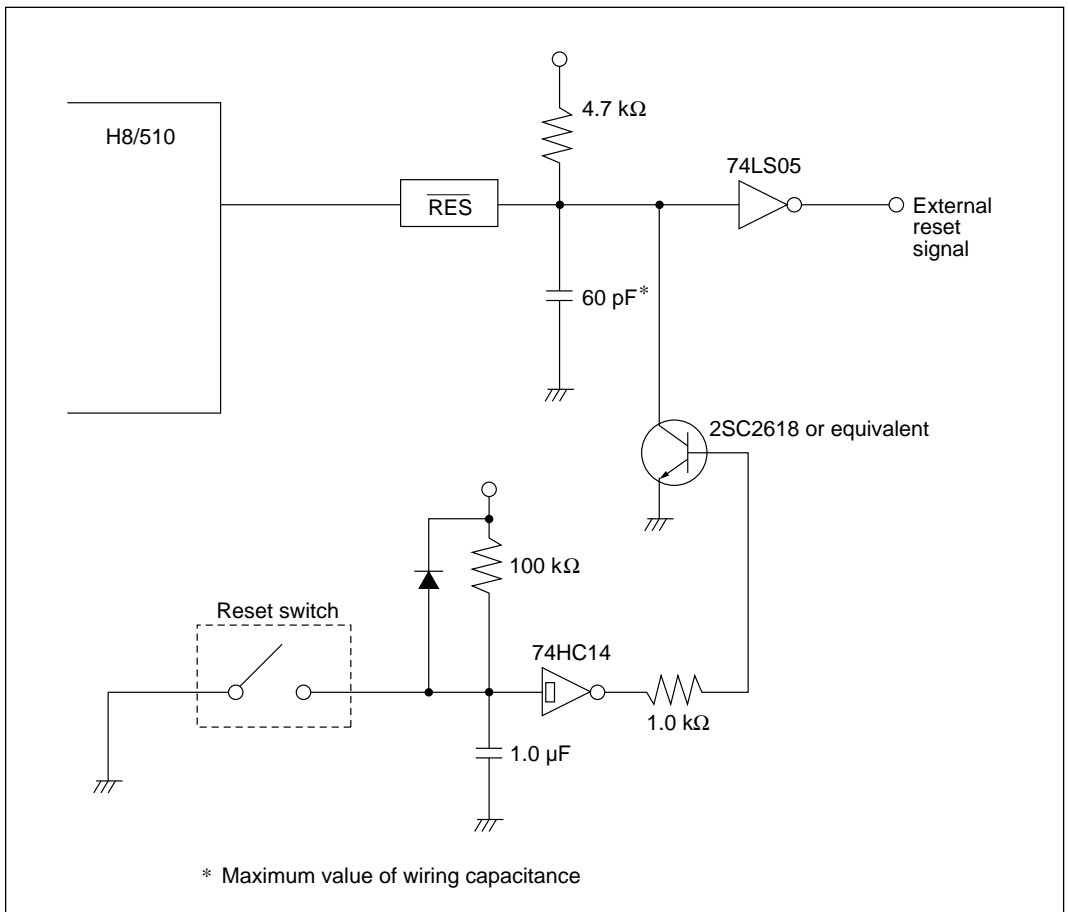 4.7 kΩ
H8/510
74LS05
RES
External
reset
signal
60 pF*
2SC2618 or equivalent
100 kΩ
Reset switch
74HC14
1.0 kΩ
1.0 µF
* Maximum value of wiring capacitance